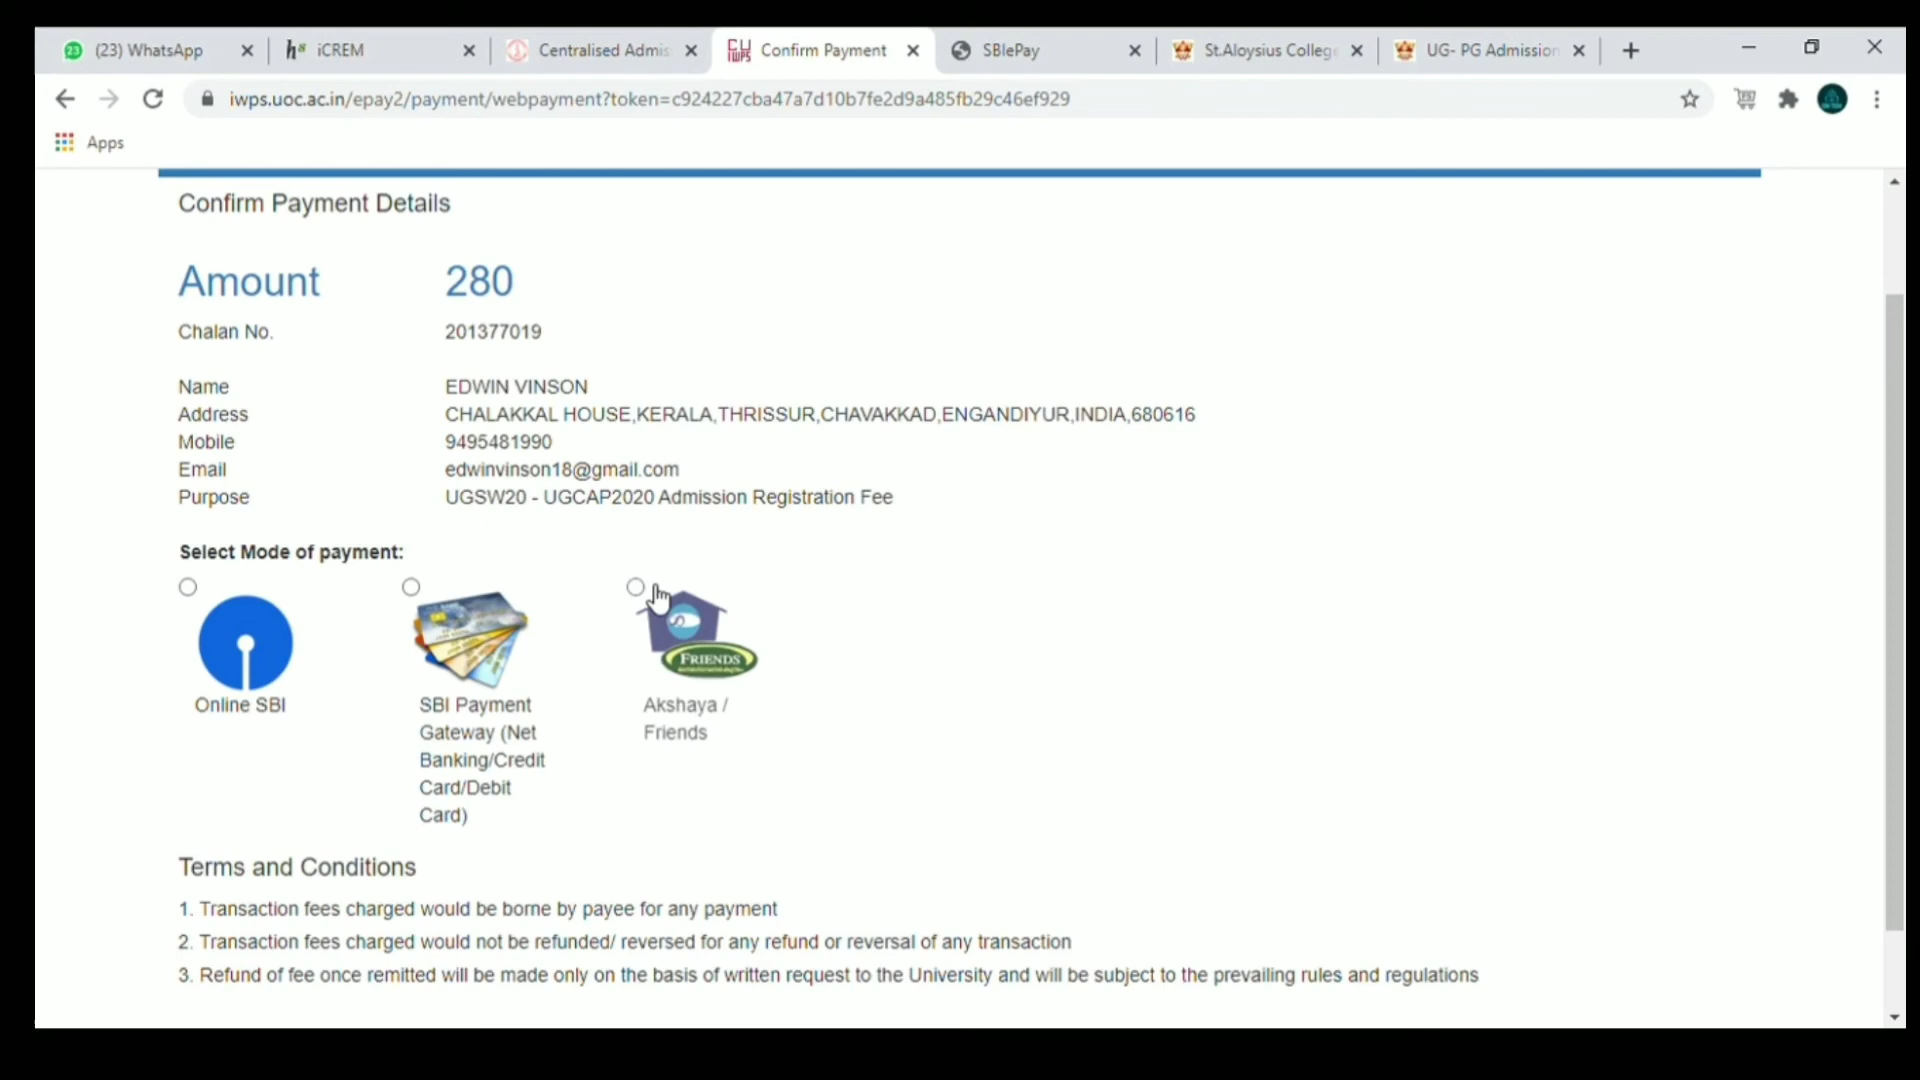 (23) WhatsApp
iCREM
Centralised Admis
Confirm Payment
SBIePay
St.Aloysius College
UG- PG Admission
iwps.uoc.ac.in/epay2/payment/webpayment?token=c924227cba47a7d10b7fe2d9a485fb29c46ef929
Apps
Confirm Payment Details
Amount 280
Chalan No. 201377019
Name EDWIN VINSON
Address CHALAKKAL HOUSE,KERALA,THRISSUR,CHAVAKKAD,ENGANDIYUR,INDIA,680616
Mobile 9495481990
Email edwinvinson18@gmail.com
Purpose UGSW20 - UGCAP2020 Admission Registration Fee
Select Mode of payment:
FRIENDS
Online SBI
SBI Payment
Gateway (Net
Banking/Credit
Card/Debit
Card)
Akshaya /
Friends
Terms and Conditions
1. Transaction fees charged would be borne by payee for any payment
2. Transaction fees charged would not be refunded/ reversed for any refund or reversal of any transaction
3. Refund of fee once remitted will be made only on the basis of written request to the University and will be subject to the prevailing rules and regulations